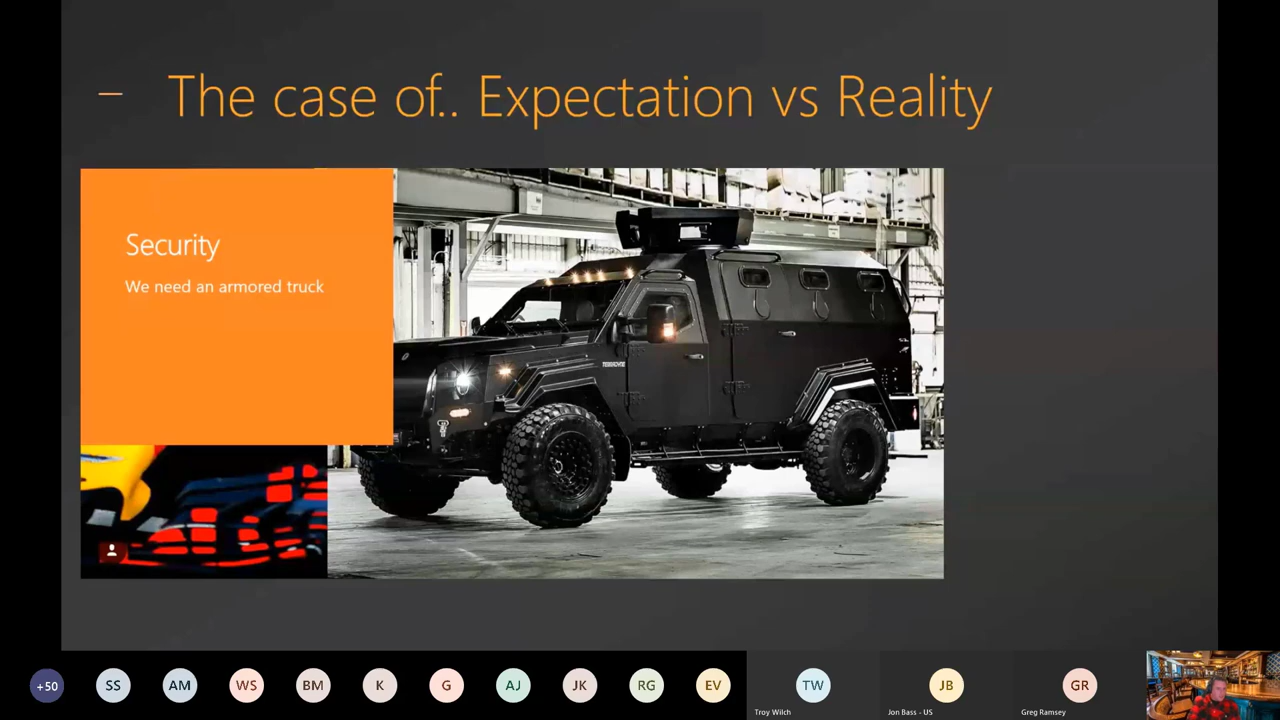 The case of.. Expectation vs Reality
Security
We need an armored truck
TERRADYNE
+50
SS
AM
WS
BM
K
G
AJ
JK
RG
EV
TW
JB
GR
Troy Wilch
Jon Bass - US
Greg Ramsey